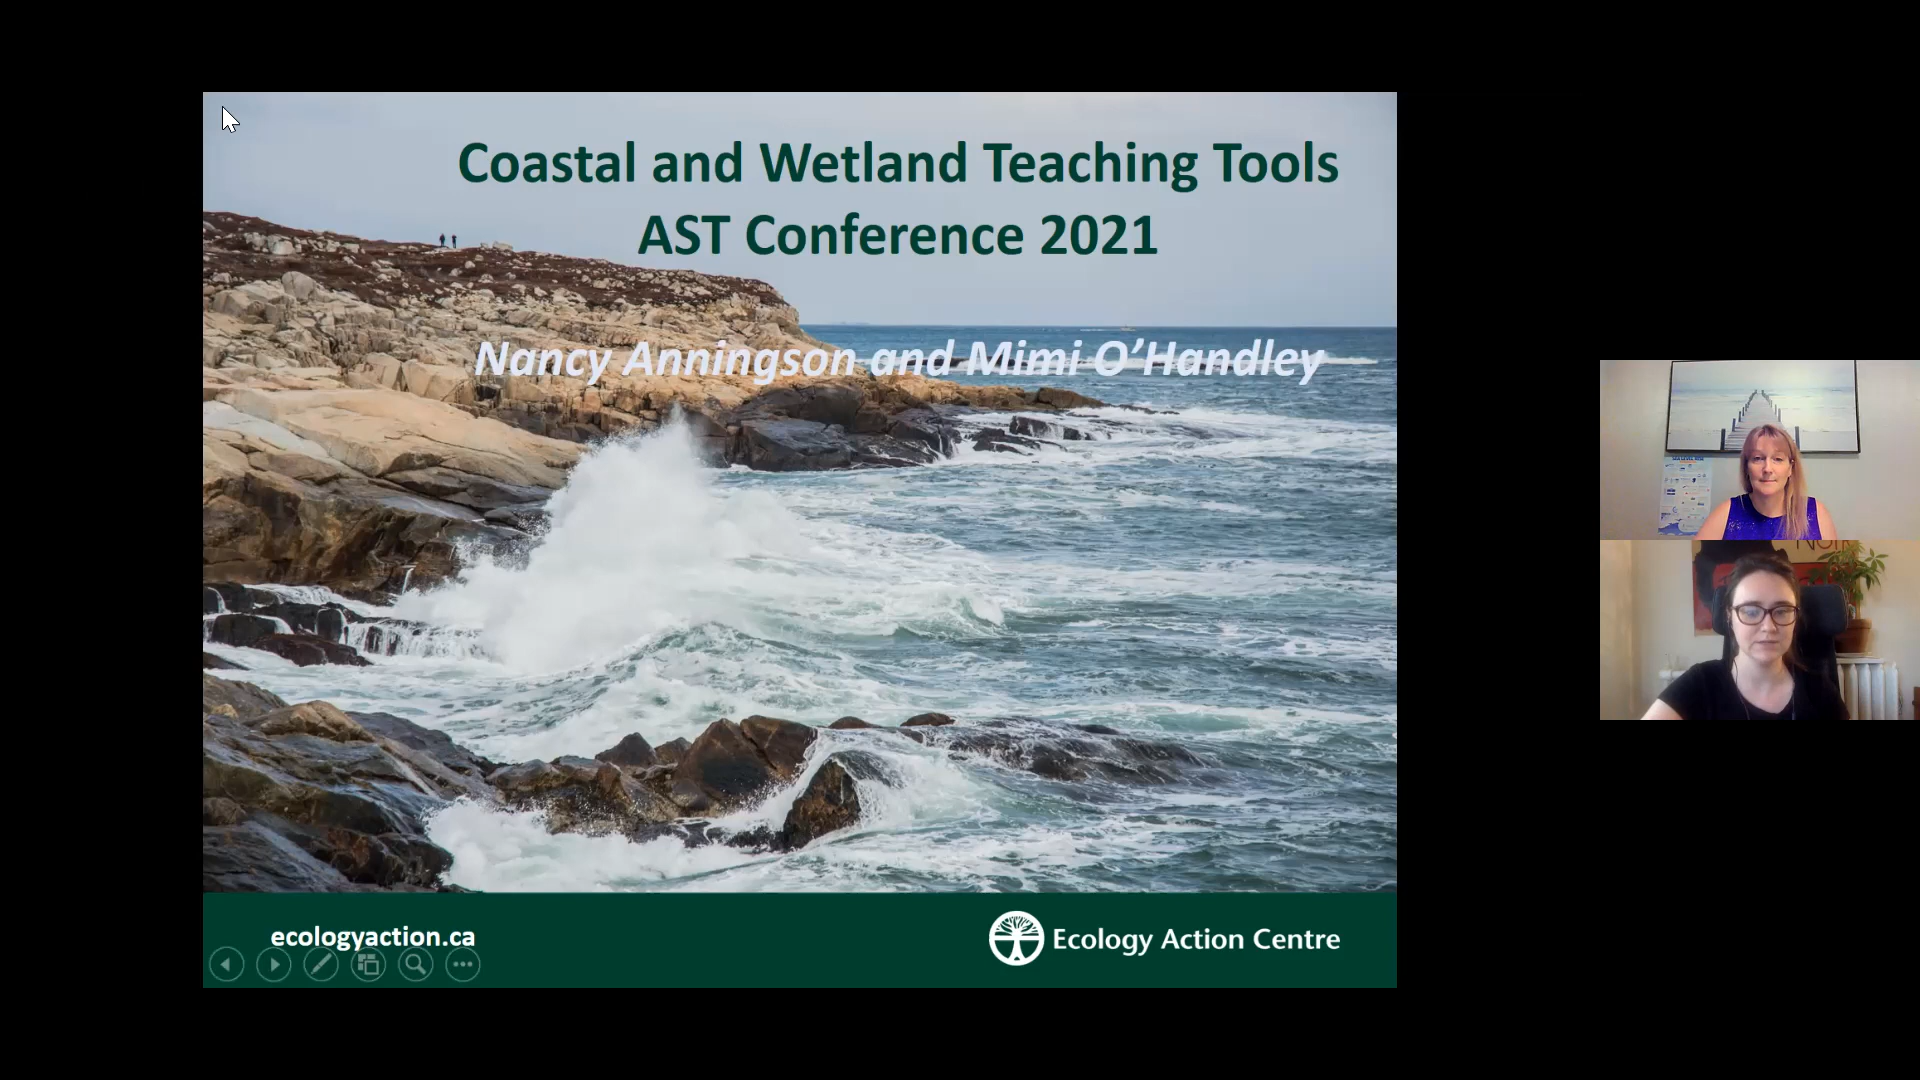 Coastal and Wetland Teaching Tools
AST Conference 2021
Nancy Anningson and Mimi O’Handley
ecologyaction.ca
Ecology Action Centre